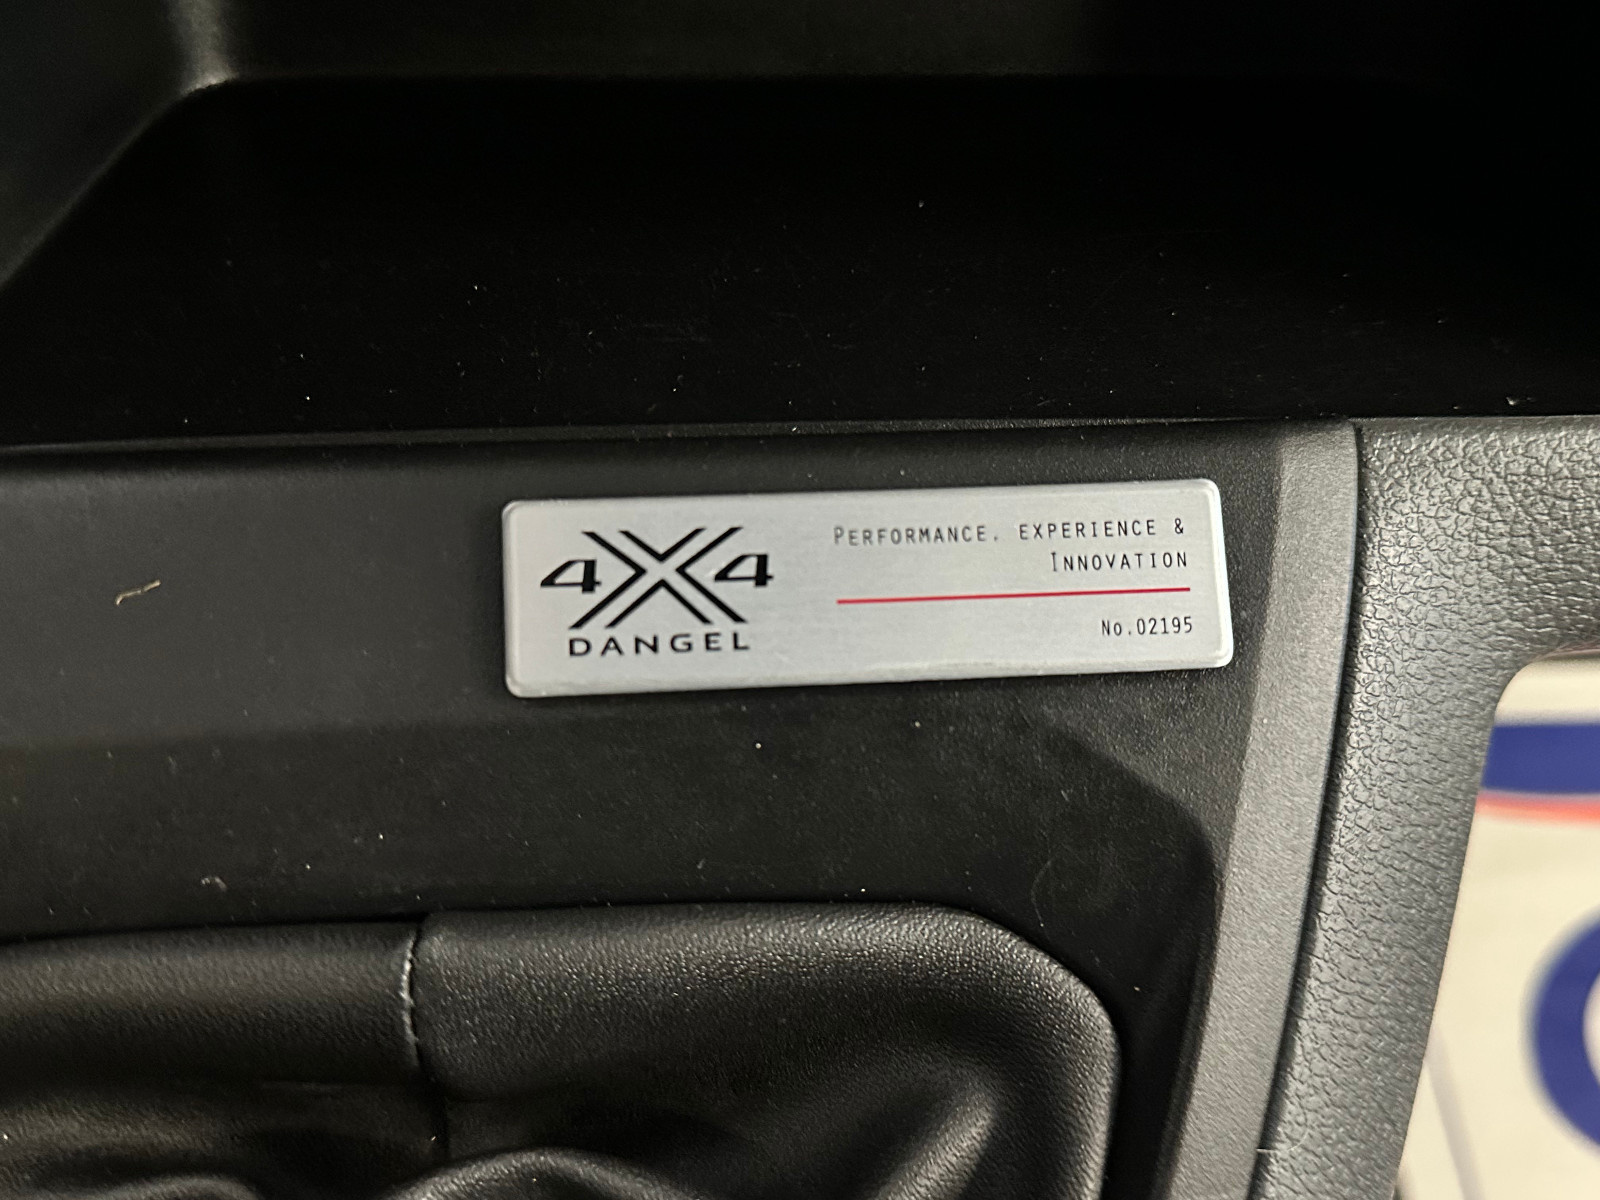 4X4
DANGEL
PERFORMANCE, EXPERIENCE &
INNOVATION
No.02195